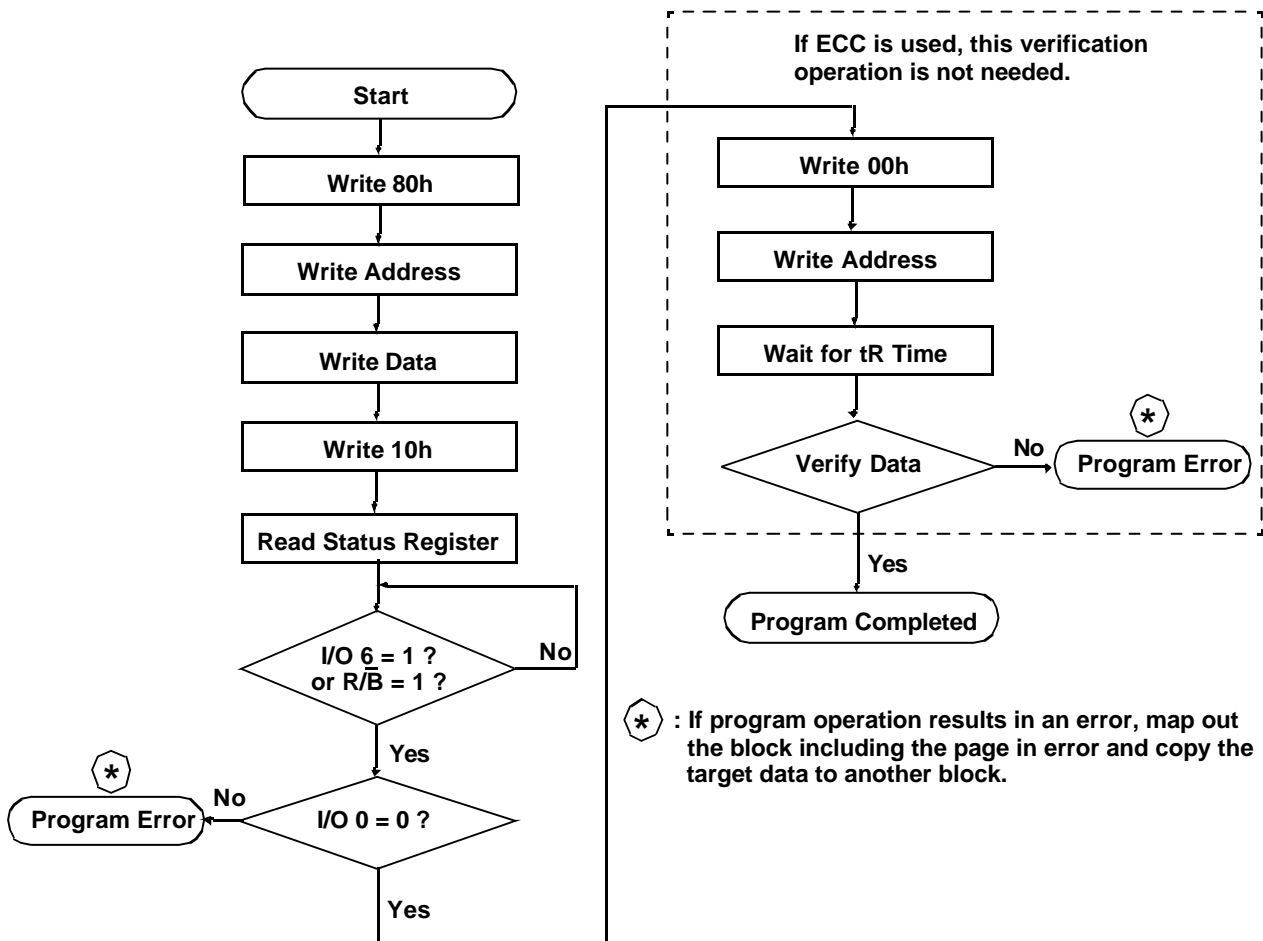 Start
Write 80h
Write Address
Write Data
Write 10h
Read Status Register
I/O 6 = 1 ?
or R/B̅ = 1 ?
No
Yes
*
No
Program Error
I/O 0 = 0 ?
Yes
If ECC is used, this verification
operation is not needed.
Write 00h
Write Address
Wait for tR Time
Verify Data
No
*
Program Error
Yes
Program Completed
* : If program operation results in an error, map out
the block including the page in error and copy the
target data to another block.